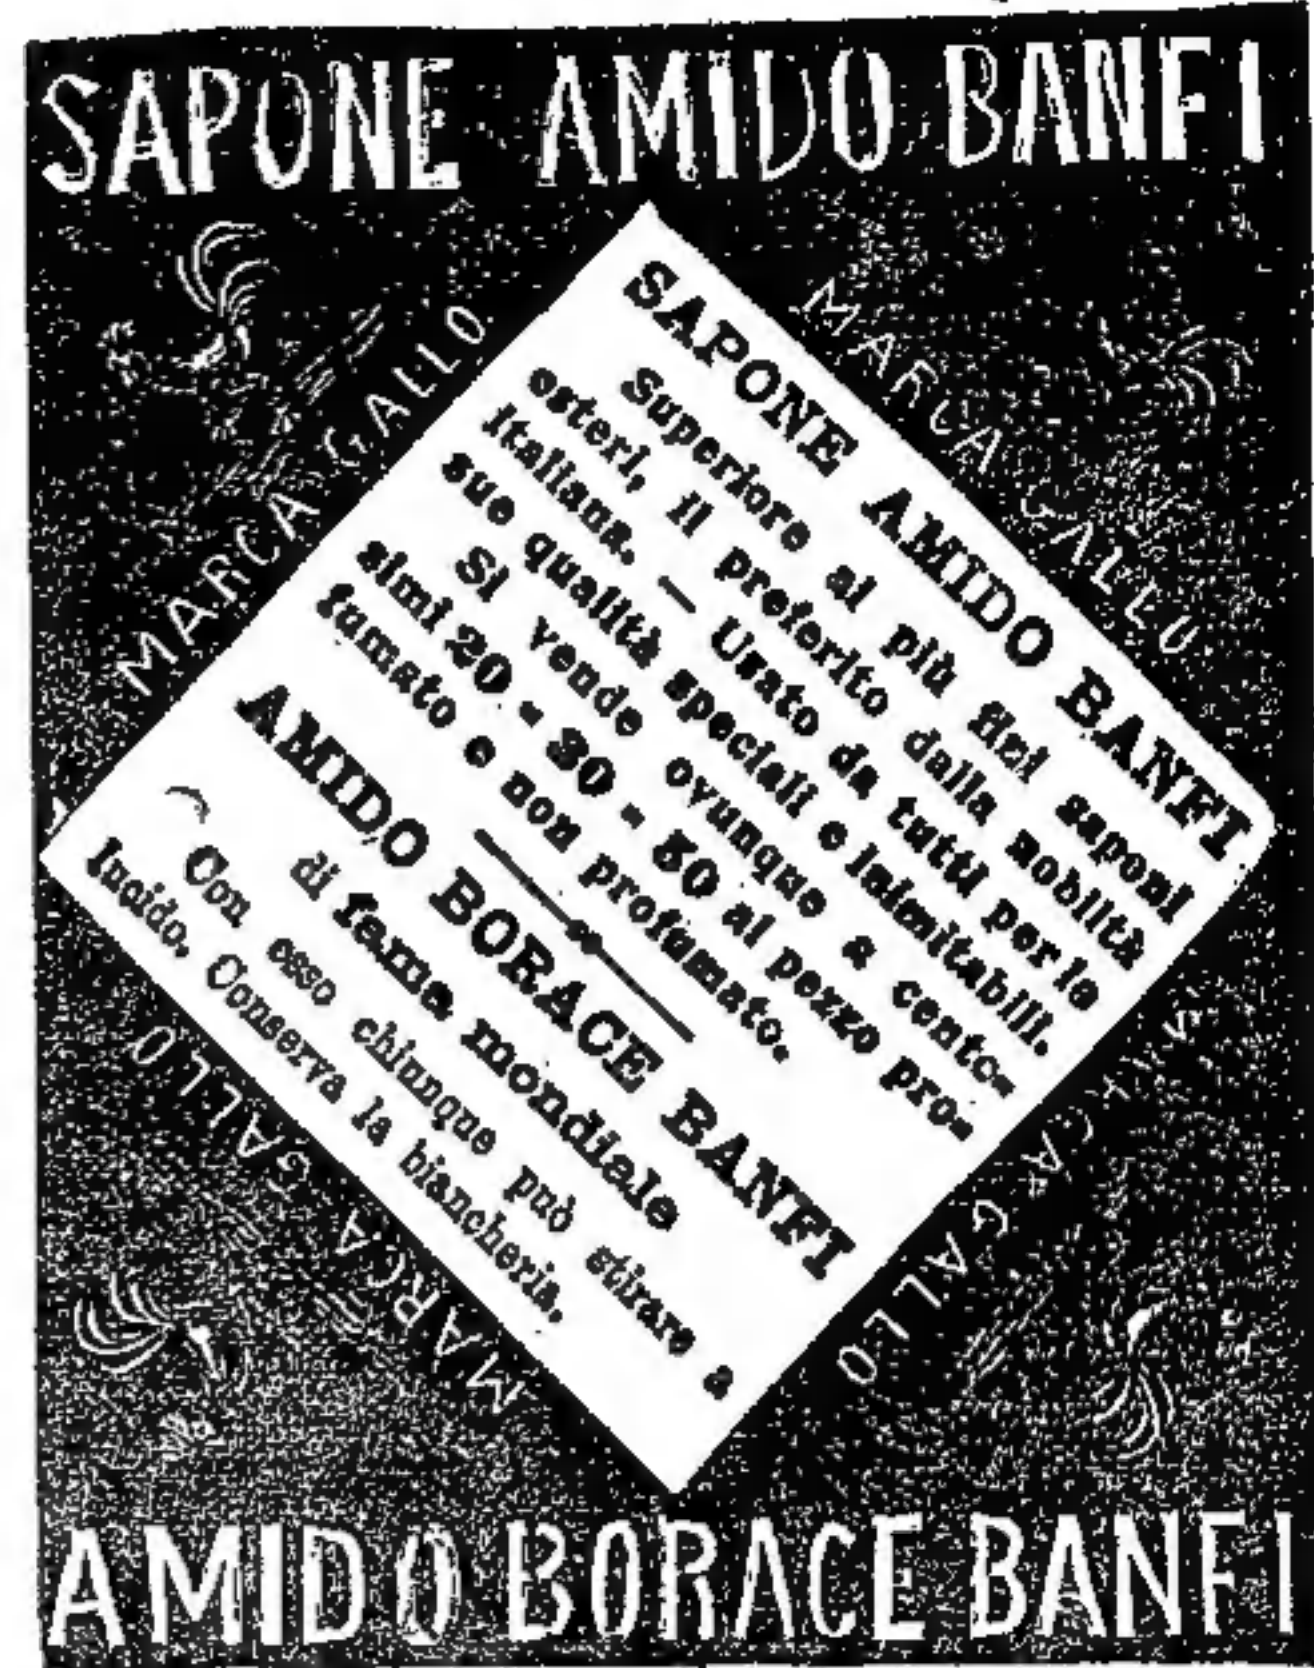 SAPONE AMIDO BANFI
MARCA GALLO
MARCA GALLO
SAPONE AMIDO BANFI
Superiore ai più fini saponi
esteri, il preferito dalla nobiltà
italiana. — Usato da tutti per le
sue qualità speciali e inimitabili.
Si vende ovunque a cente-
simi 20 - 30 - 50 al pezzo pro-
fumato e non profumato.
AMIDO BORACE BANFI
di fama mondiale
Con esso chiunque può stirare a
lucido. Conserva la biancheria.
MARCA GALLO
MARCA GALLO
AMIDO BORACE BANFI